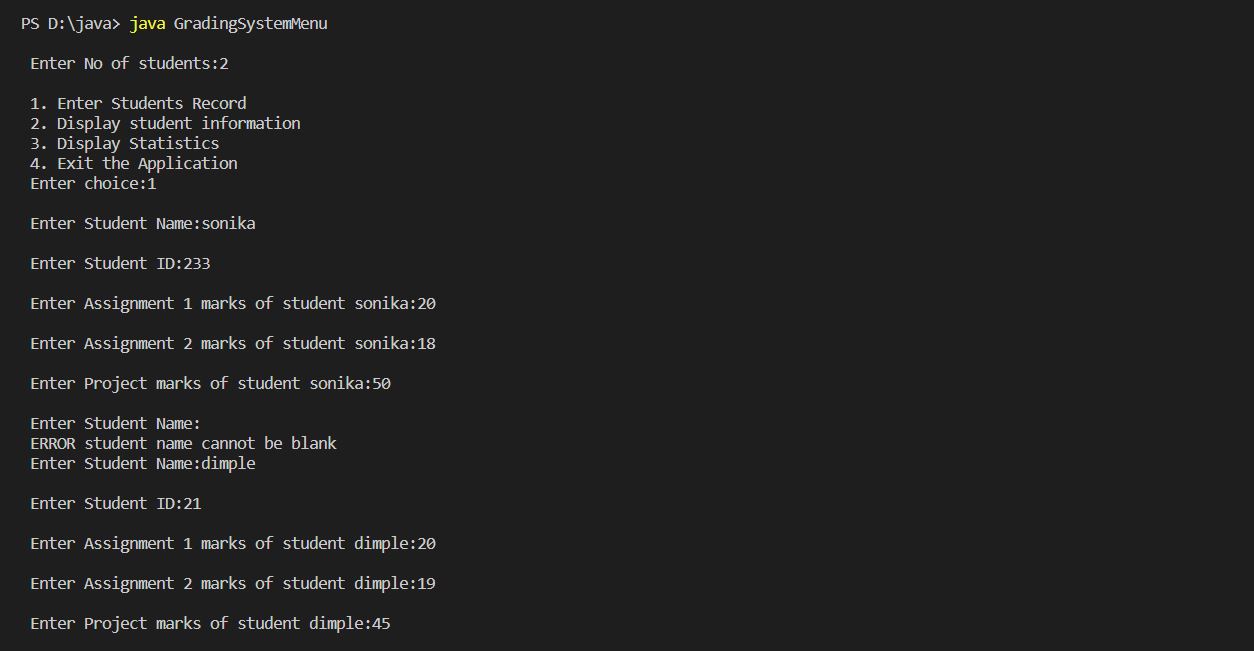 PS D:\java> java GradingSystemMenu
Enter No of students:2
1. Enter Students Record
2. Display student information
3. Display Statistics
4. Exit the Application
Enter choice:1
Enter Student Name:sonika
Enter Student ID:233
Enter Assignment 1 marks of student sonika:20
Enter Assignment 2 marks of student sonika:18
Enter Project marks of student sonika:50
Enter Student Name:
ERROR student name cannot be blank
Enter Student Name:dimple
Enter Student ID:21
Enter Assignment 1 marks of student dimple:20
Enter Assignment 2 marks of student dimple:19
Enter Project marks of student dimple:45